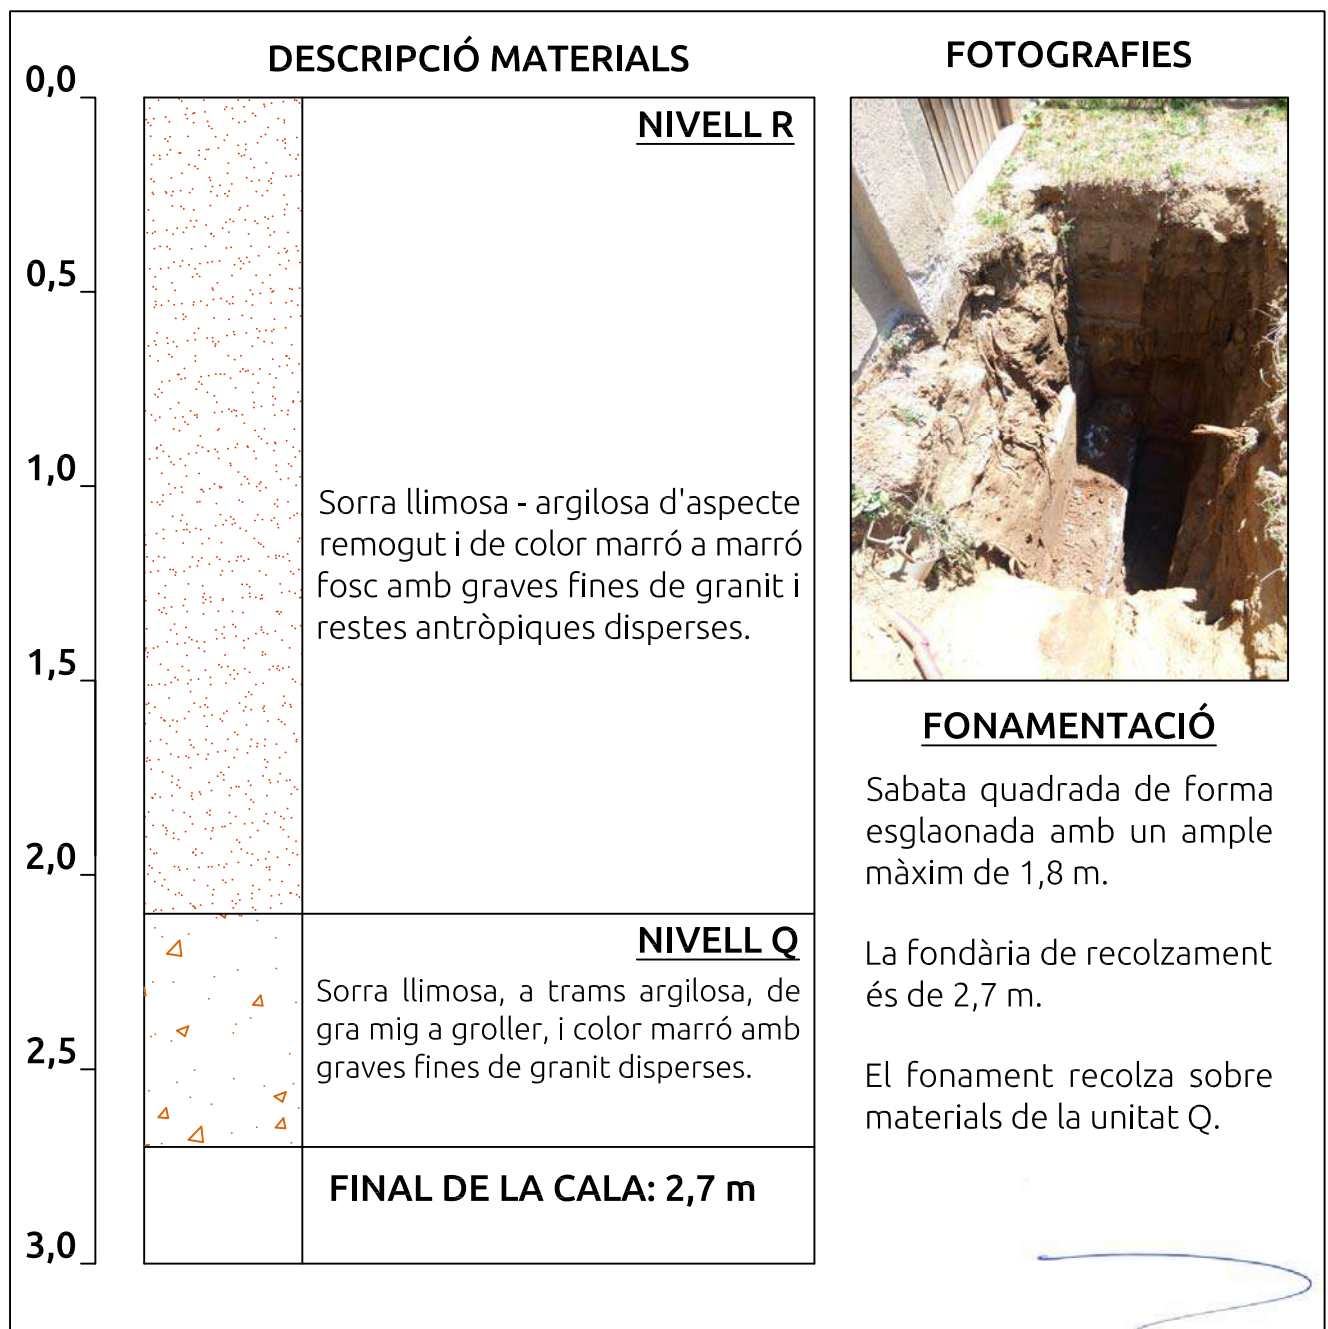 DESCRIPCIÓ MATERIALS
FOTOGRAFIES
0,0
0,5
1,0
1,5
2,0
2,5
3,0
NIVELL R
Sorra llimosa - argilosa d'aspecte
remogut i de color marró a marró
fosc amb graves fines de granit i
restes antròpiques disperses.
NIVELL Q
Sorra llimosa, a trams argilosa, de
gra mig a groller, i color marró amb
graves fines de granit disperses.
FINAL DE LA CALA: 2,7 m
FONAMENTACIÓ
Sabata quadrada de forma
esglaonada amb un ample
màxim de 1,8 m.
La fondària de recolzament
és de 2,7 m.
El fonament recolza sobre
materials de la unitat Q.